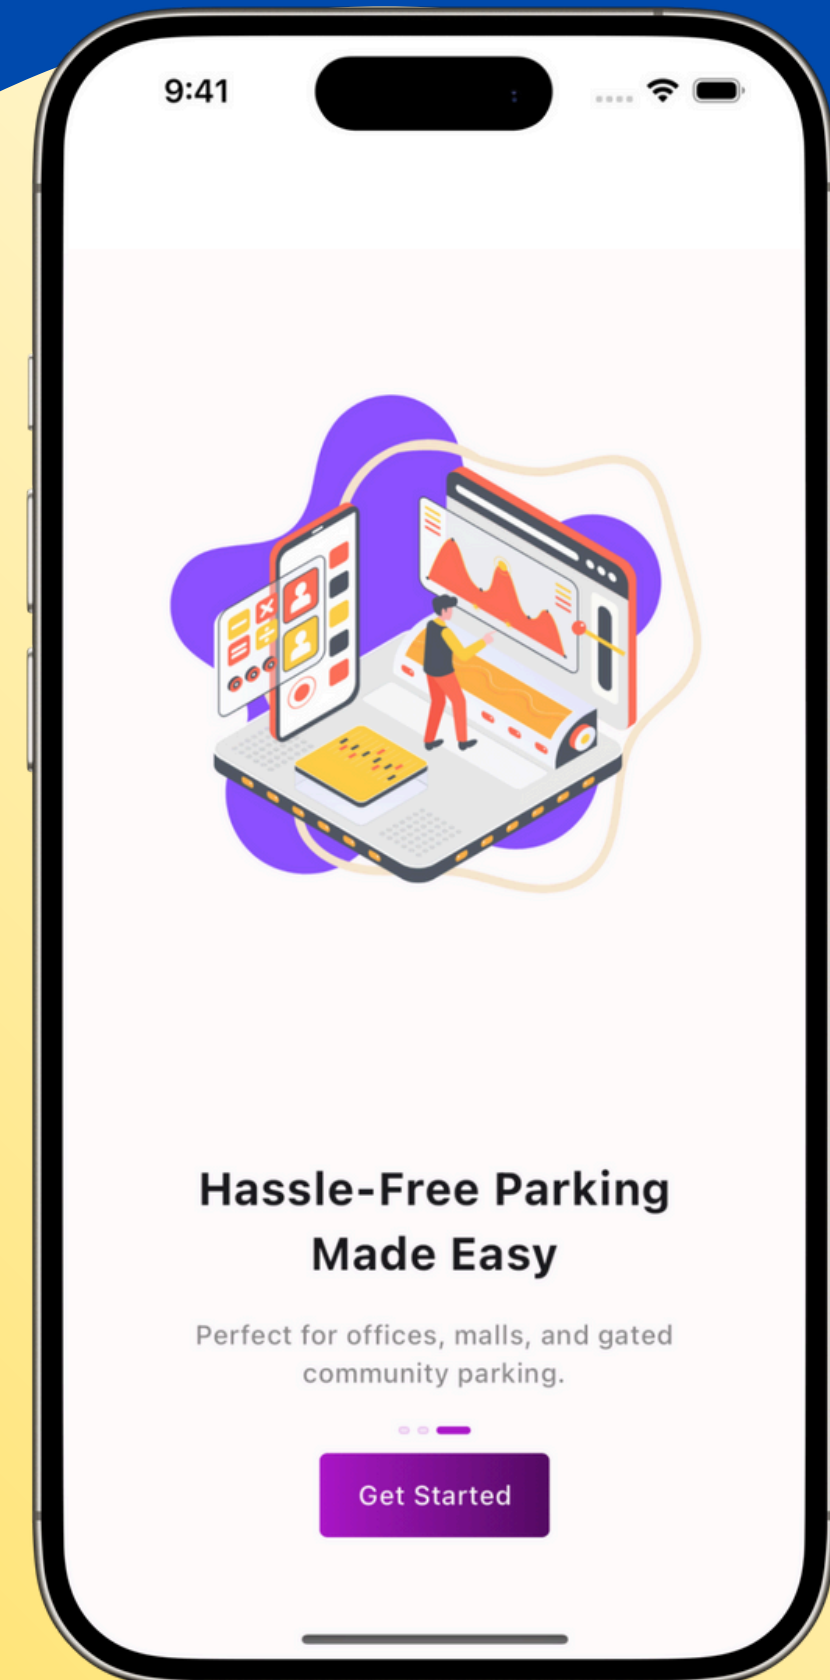 9:41
Hassle-Free Parking
Made Easy
Perfect for offices, malls, and gated
community parking.
Get Started